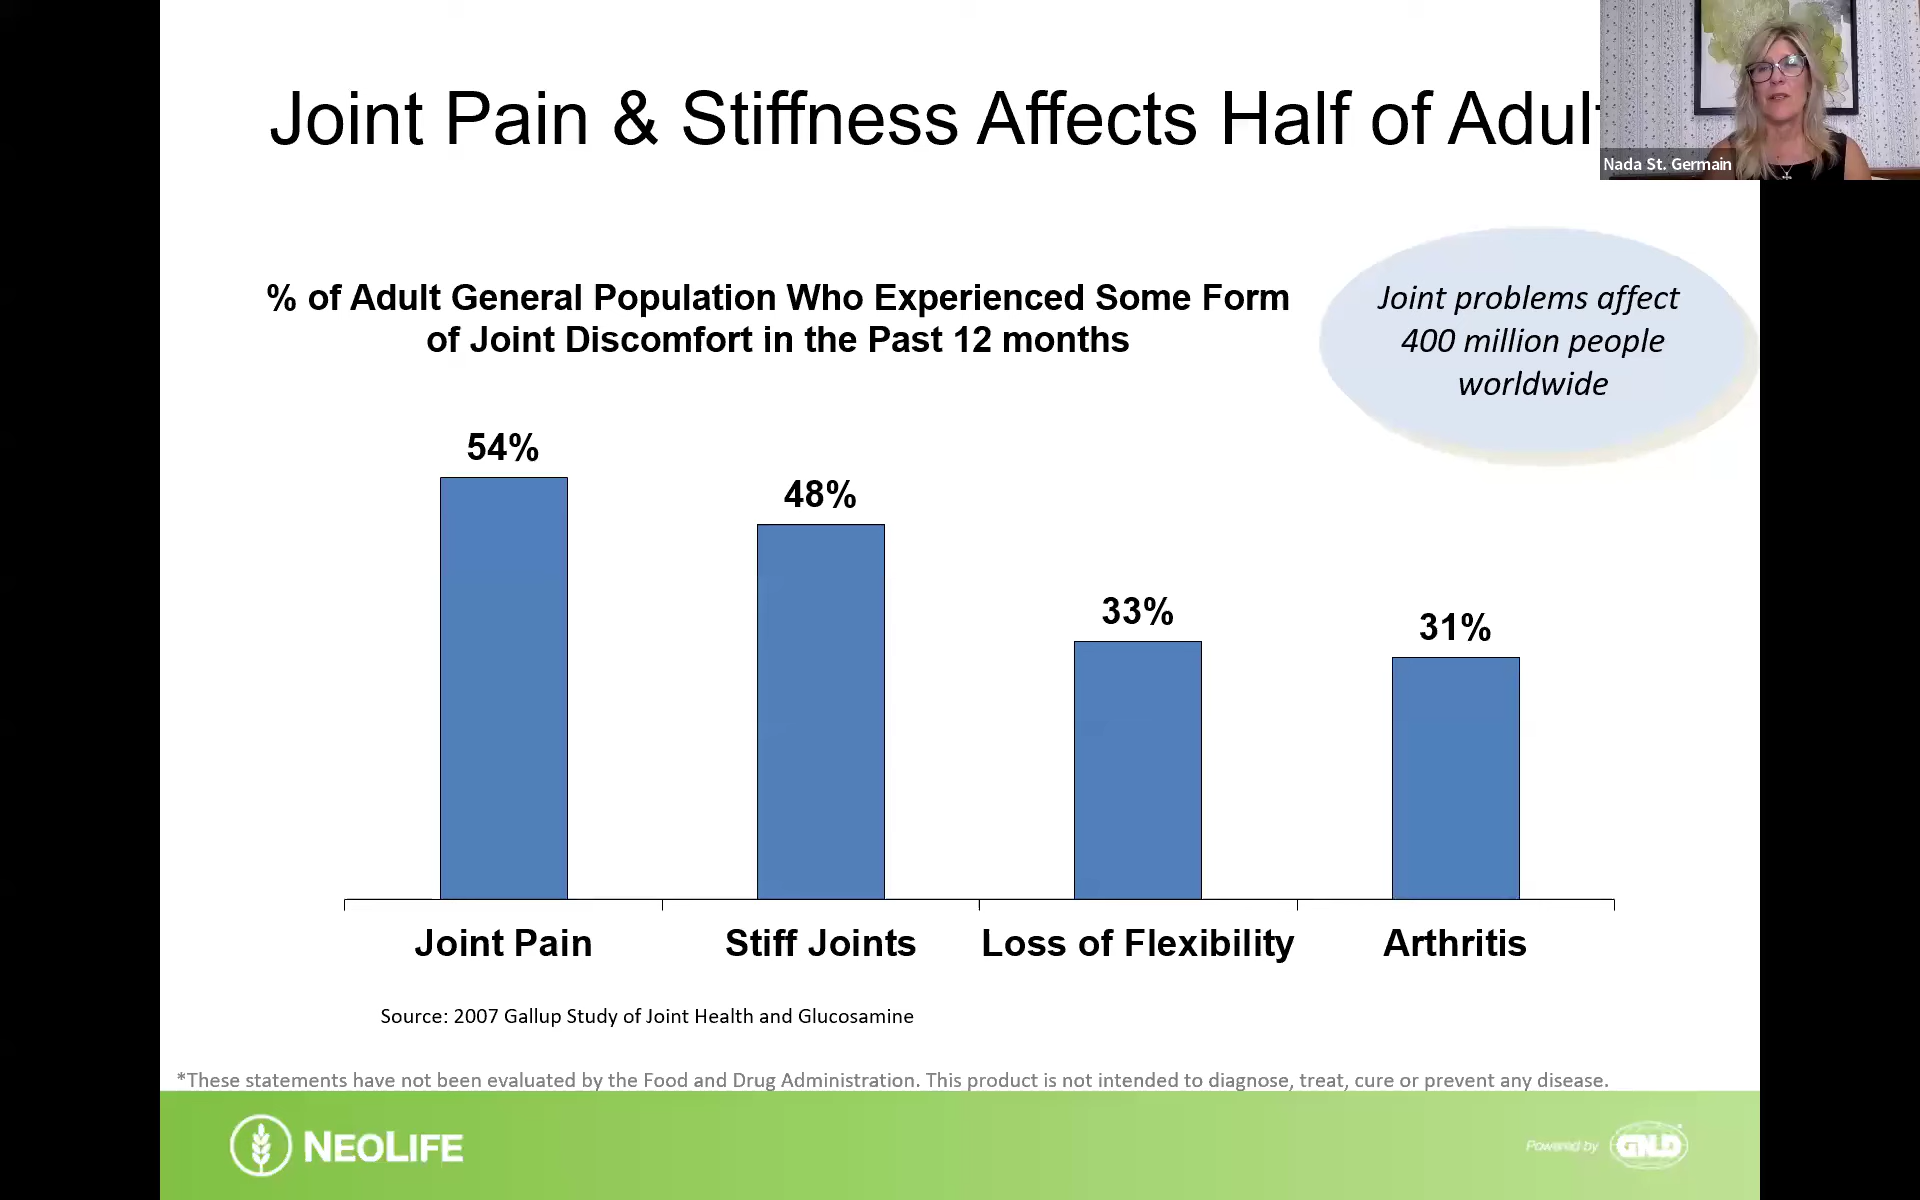 Joint Pain & Stiffness Affects Half of Adult
Nada St. Germain
% of Adult General Population Who Experienced Some Form
of Joint Discomfort in the Past 12 months
Joint problems affect
400 million people
worldwide
54%
48%
33%
31%
Joint Pain
Stiff Joints
Loss of Flexibility
Arthritis
Source: 2007 Gallup Study of Joint Health and Glucosamine
*These statements have not been evaluated by the Food and Drug Administration. This product is not intended to diagnose, treat, cure or prevent any disease.
NEOLIFE
Powered by
GNLD